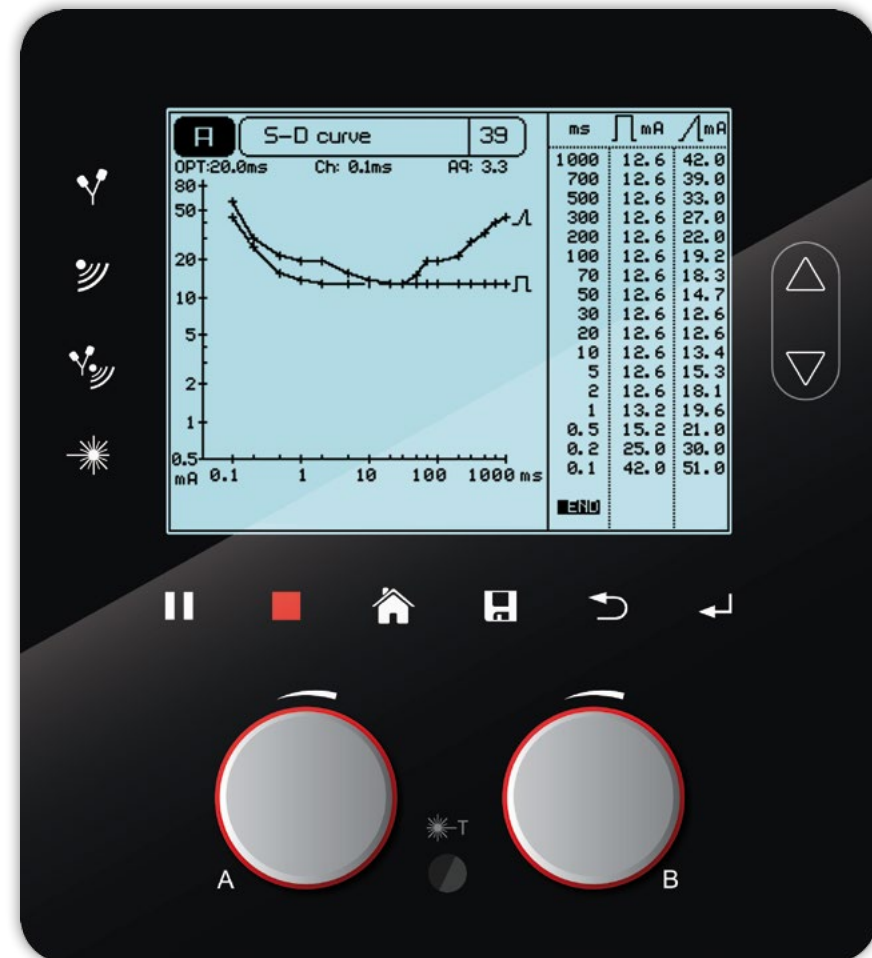 A S-D curve 39
OPT:20.0ms Ch: 0.1ms AQ: 3.3
80
50
20
10
5
2
1
0.5
mA 0.1 1 10 100 1000 ms
ms mA mA
1000 12.6 42.0
700 12.6 39.0
500 12.6 33.0
300 12.6 27.0
200 12.6 22.0
100 12.6 19.2
70 12.6 18.3
50 12.6 14.7
30 12.6 12.6
20 12.6 12.6
10 12.6 13.4
5 12.6 15.3
2 12.6 18.1
1 13.2 19.6
0.5 15.2 21.0
0.2 25.0 30.0
0.1 42.0 51.0
END
T
A B